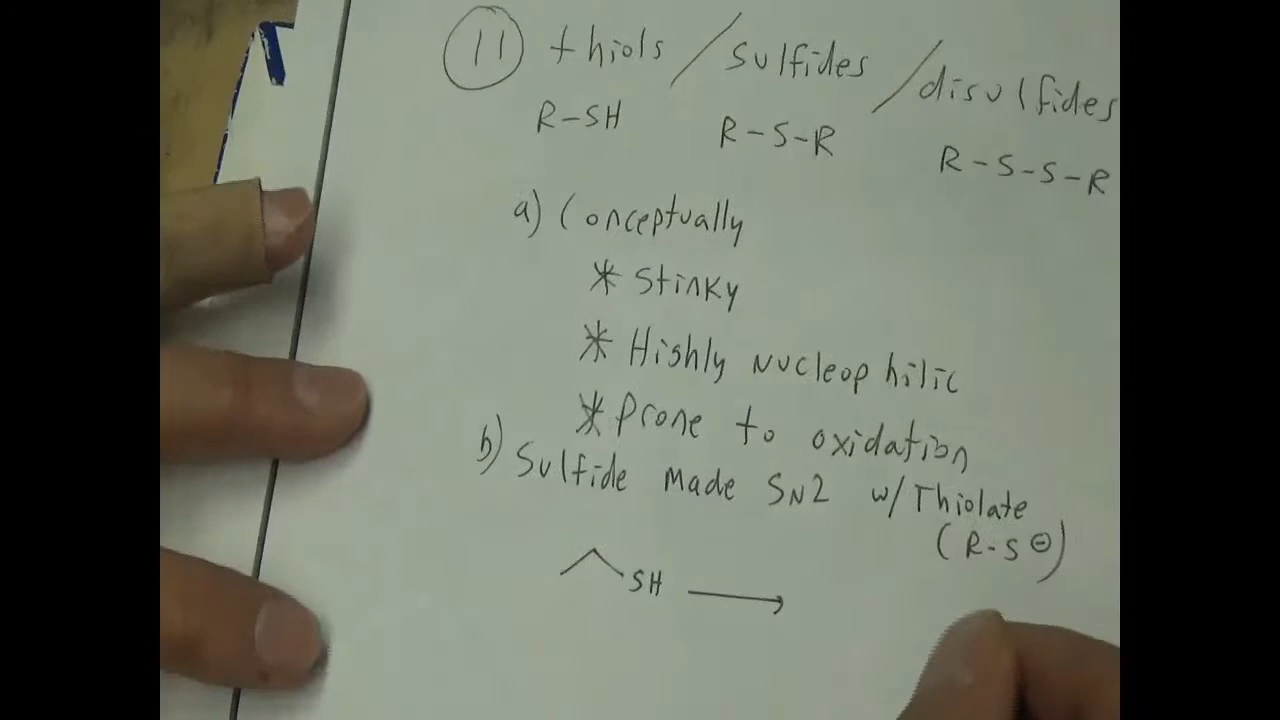 11 thiols / sulfides / disulfides
R-SH R-S-R R-S-S-R
a) Conceptually
* Stinky
* Highly nucleophilic
* Prone to oxidation
b) Sulfide made SN2 w/ Thiolate
(R-S⊖)
SH